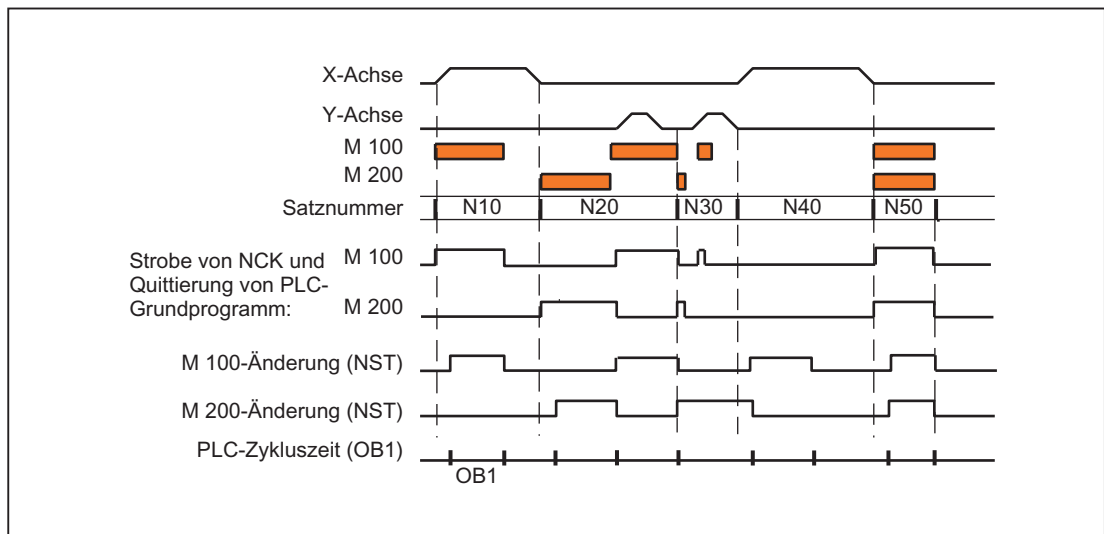 X-Achse
Y-Achse
M 100
M 200
Satznummer N10 N20 N30 N40 N50
Strobe von NCK und
Quittierung von PLC-
Grundprogramm:
M 100
M 200
M 100-Änderung (NST)
M 200-Änderung (NST)
PLC-Zykluszeit (OB1)
OB1